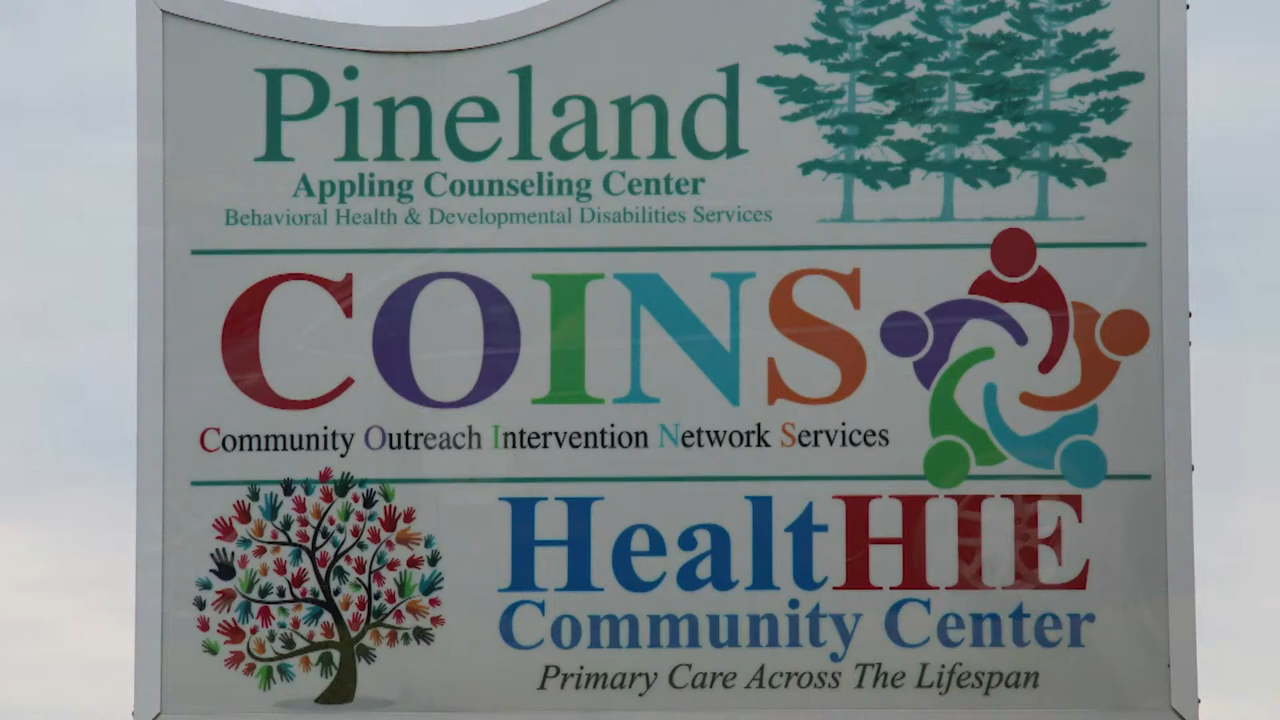 Pineland
Appling Counseling Center
Behavioral Health & Developmental Disabilities Services
COINS
Community Outreach Intervention Network Services
HealtHIE
Community Center
Primary Care Across The Lifespan